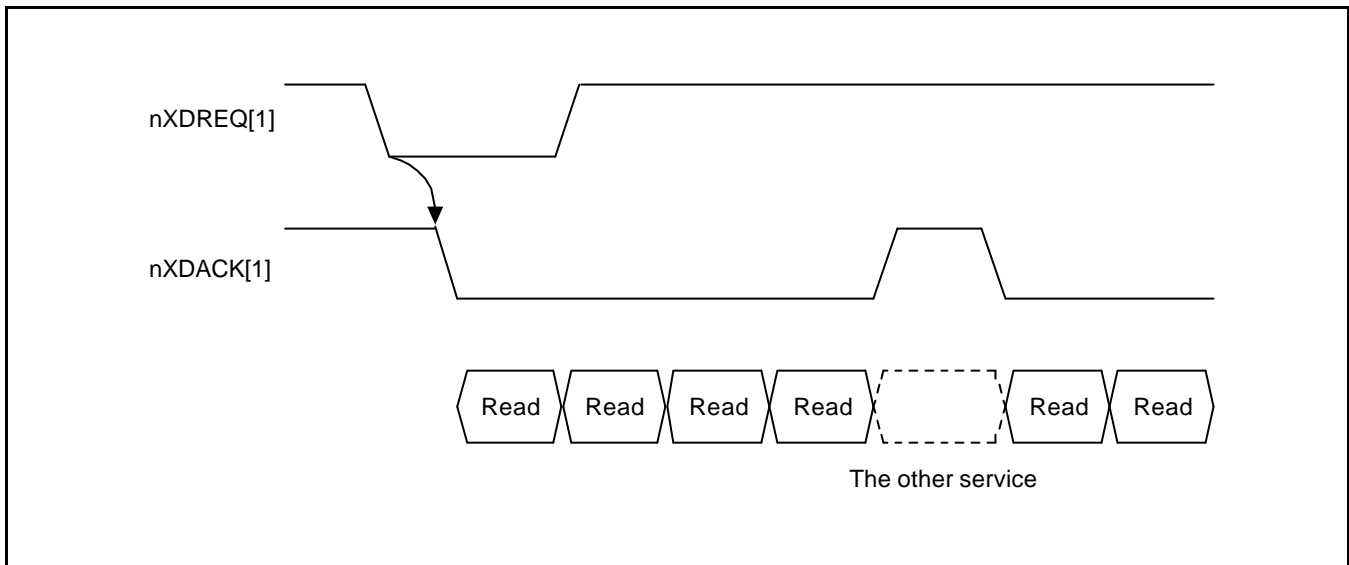 nXDREQ[1]
nXDACK[1]
Read Read Read Read Read Read
The other service